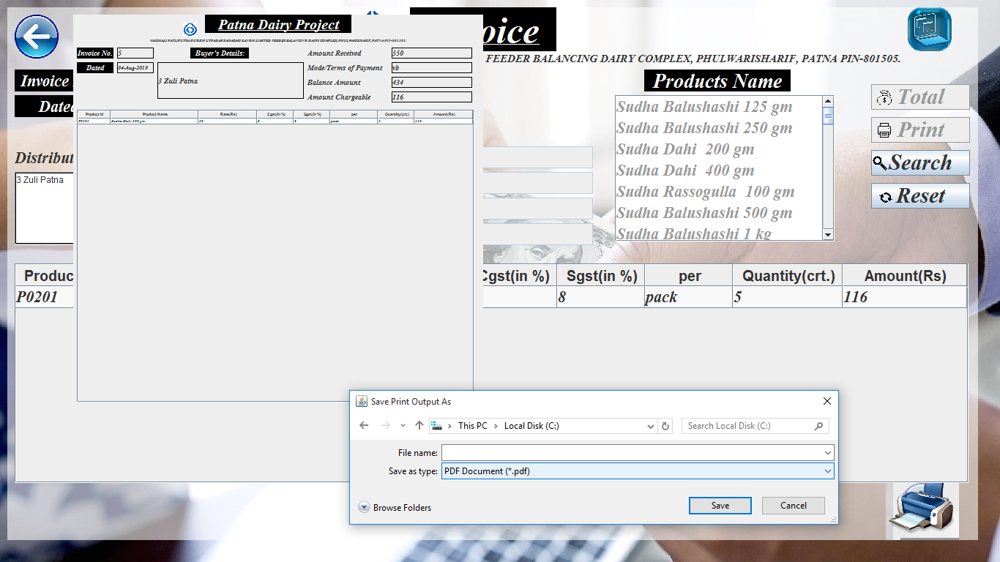 Patna Dairy Project
oice
VAISHALI PATLIPUTRA DUGDH UTPADAK SAHAKARI SANGH LIMITED FEEDER BALANCING DAIRY COMPLEX, PHULWARISHARIF, PATNA PIN-801505.
FEEDER BALANCING DAIRY COMPLEX, PHULWARISHARIF, PATNA PIN-801505.
Invoice No. 5
Buyer's Details:
Amount Received 550
Dated 04-Aug-2019
3 Zuli Patna
Mode/Terms of Payment vb
Balance Amount 434
Amount Chargeable 116
Product Id Product Name Rate(Rs) Cgst(in %) Sgst(in %) per Quantity(crt.) Amount(Rs)
P0201 Sudha Dahi 200 gm 20 8 8 pack 5 116
Invoice
Dated
Distribut
3 Zuli Patna
Products Name
Sudha Balushashi 125 gm
Sudha Balushashi 250 gm
Sudha Dahi 200 gm
Sudha Dahi 400 gm
Sudha Rassogulla 100 gm
Sudha Balushashi 500 gm
Sudha Balushashi 1 kg
Total
Print
Search
Reset
Produc Cgst(in %) Sgst(in %) per Quantity(crt.) Amount(Rs)
P0201 8 pack 5 116
Save Print Output As
This PC › Local Disk (C:)
Search Local Disk (C:)
File name:
Save as type: PDF Document (*.pdf)
Browse Folders
Save
Cancel